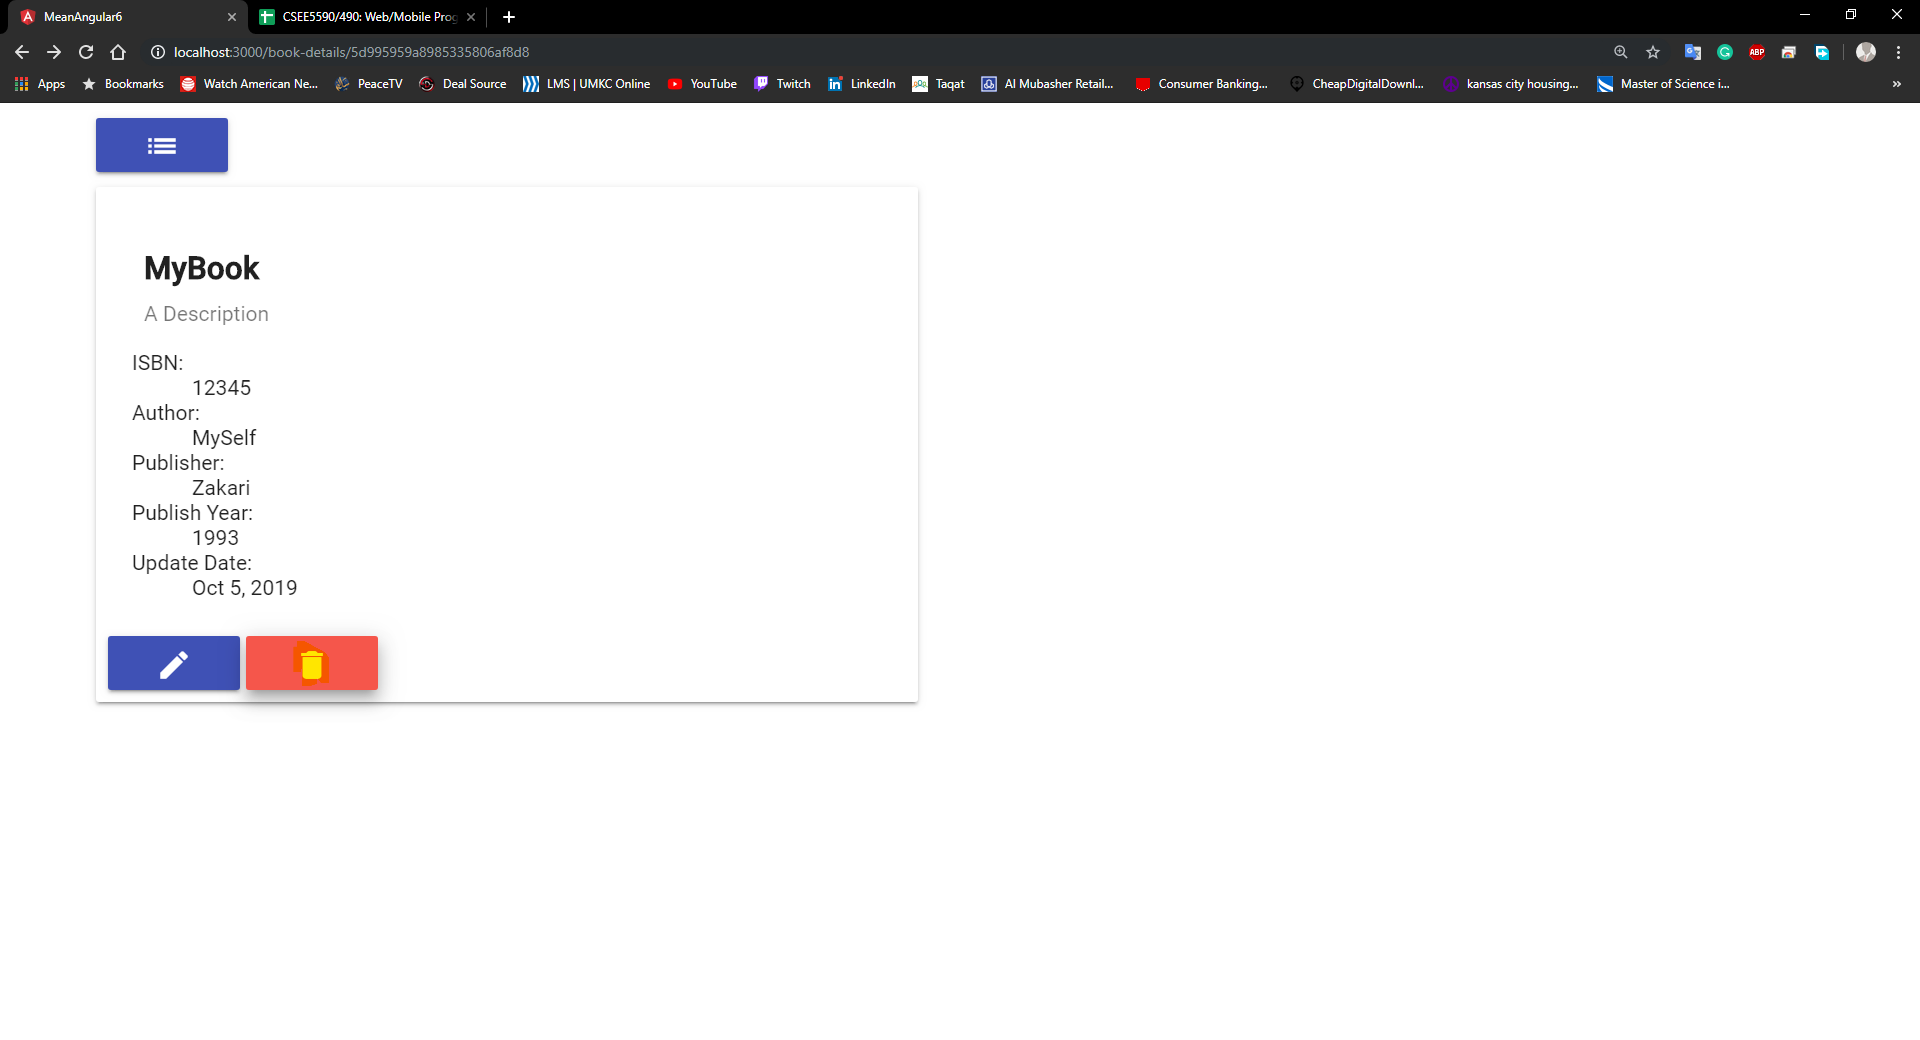 MeanAngular6
CSEE5590/490: Web/Mobile Prog
localhost:3000/book-details/5d995959a8985335806af8d8
ABP
Apps Bookmarks Watch American Ne... PeaceTV Deal Source LMS | UMKC Online YouTube Twitch LinkedIn Taqat Al Mubasher Retail... Consumer Banking... CheapDigitalDownl... kansas city housing... Master of Science i... »
MyBook
A Description
ISBN:
12345
Author:
MySelf
Publisher:
Zakari
Publish Year:
1993
Update Date:
Oct 5, 2019